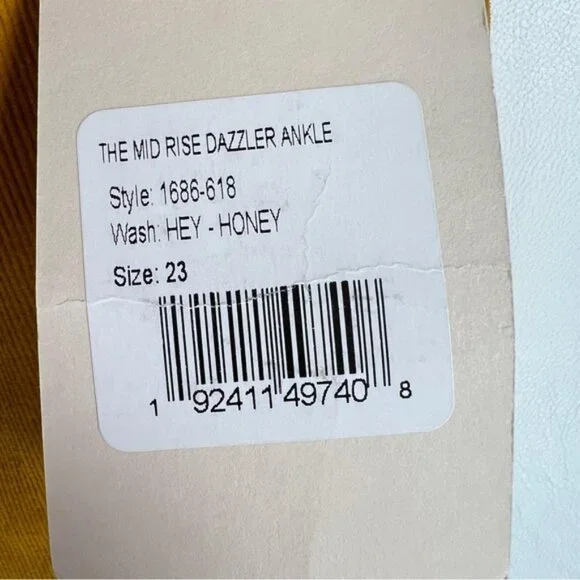 THE MID RISE DAZZLER ANKLE
Style: 1686-618
Wash: HEY - HONEY
Size: 23
1 92411 49740 8